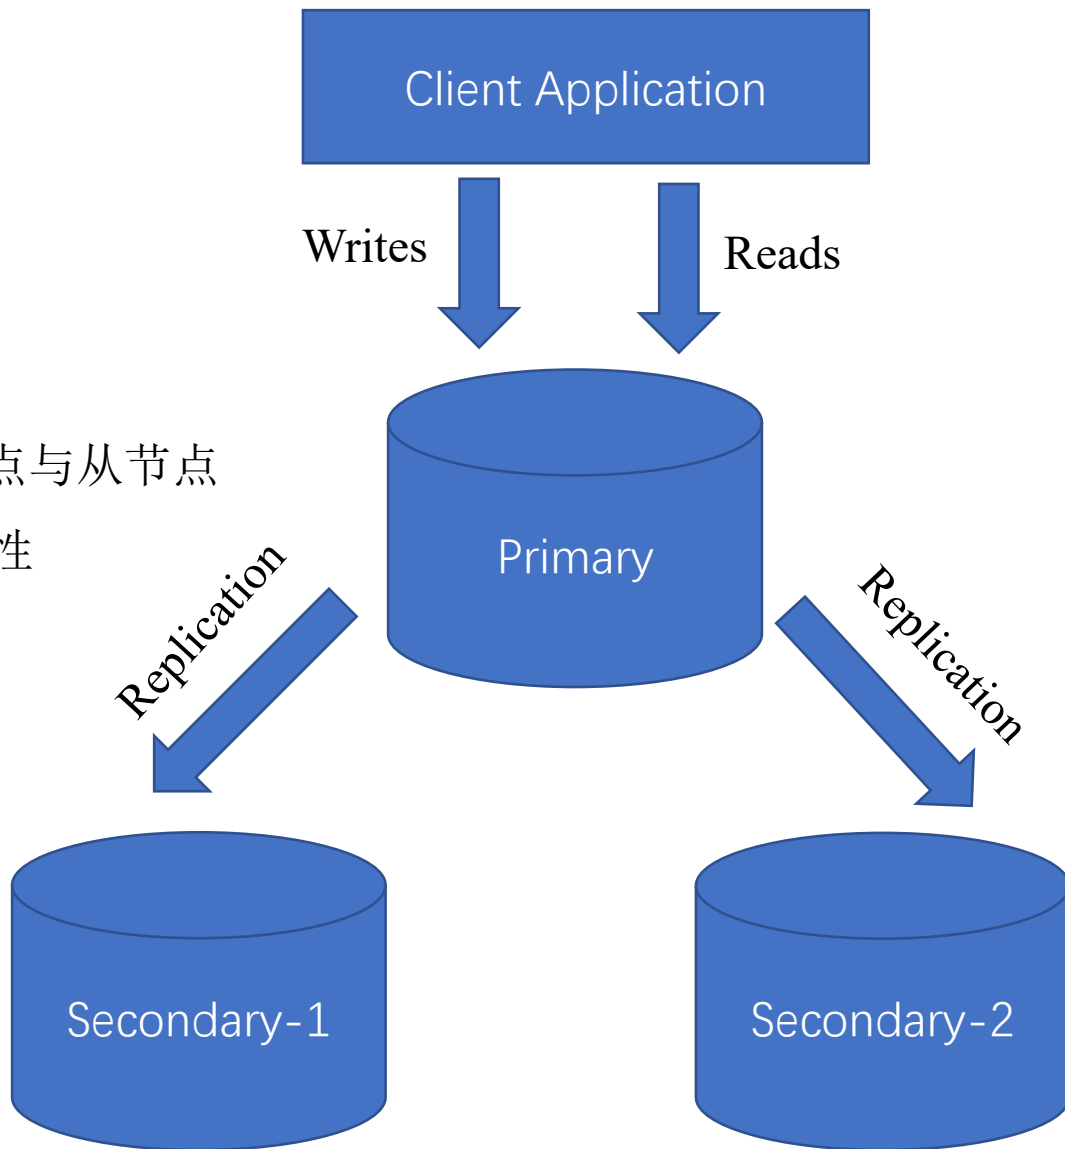 Client Application
Writes
Reads
点与从节点
性
Primary
Replication
Replication
Secondary-1
Secondary-2